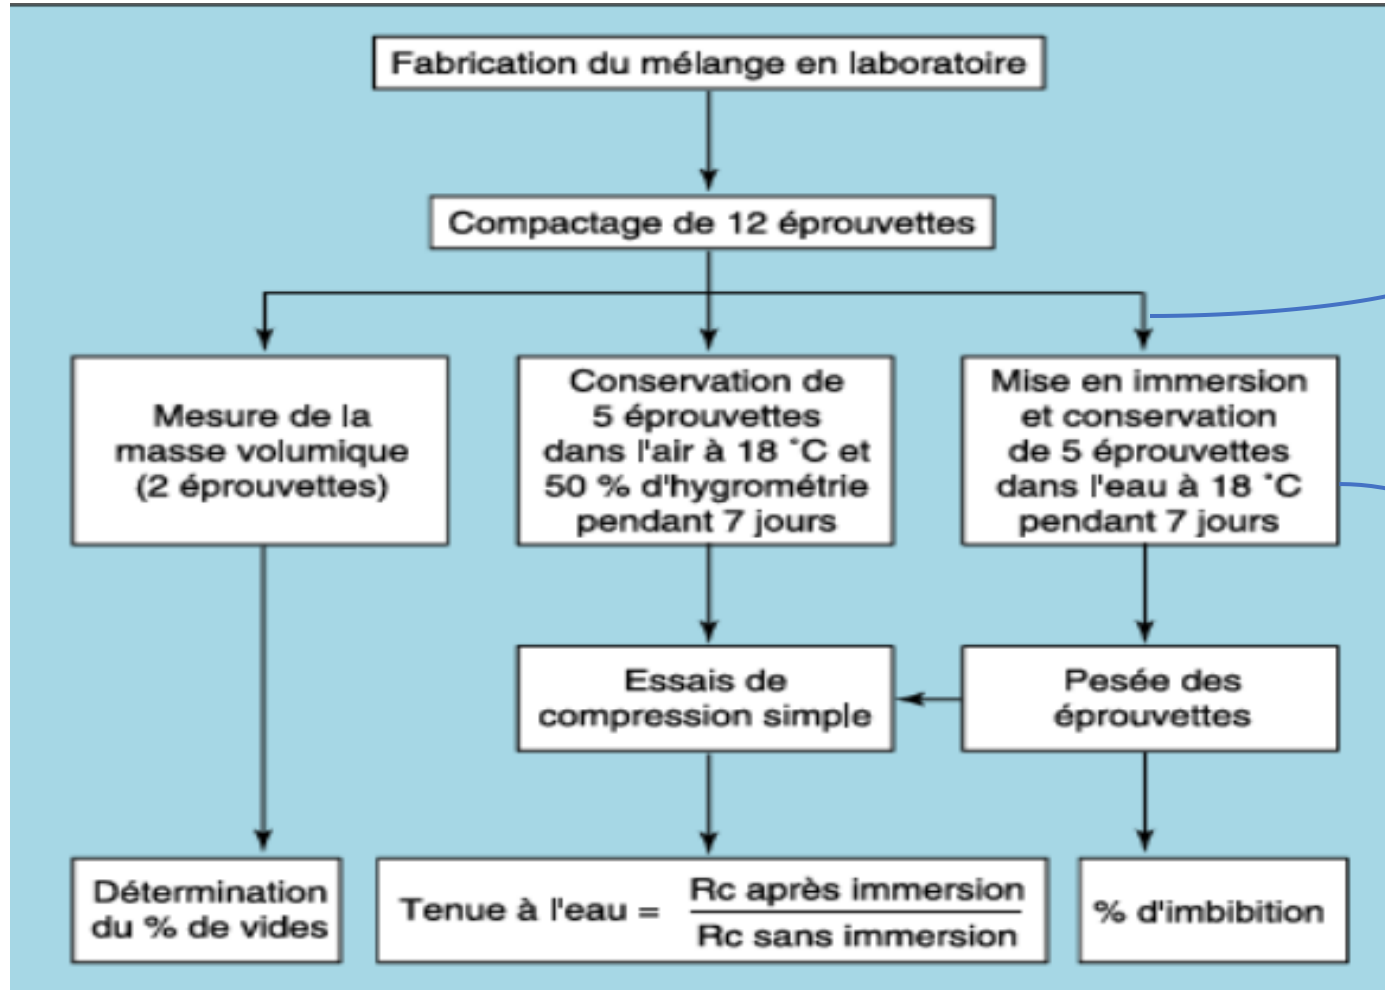 Fabrication du mélange en laboratoire
Compactage de 12 éprouvettes
Mesure de la
masse volumique
(2 éprouvettes)
Conservation de
5 éprouvettes
dans l'air à 18 °C et
50 % d'hygrométrie
pendant 7 jours
Mise en immersion
et conservation
de 5 éprouvettes
dans l'eau à 18 °C
pendant 7 jours
Essais de
compression simple
Pesée des
éprouvettes
Détermination
du % de vides
Tenue à l'eau =
Rc après immersion
Rc sans immersion
% d'imbibition